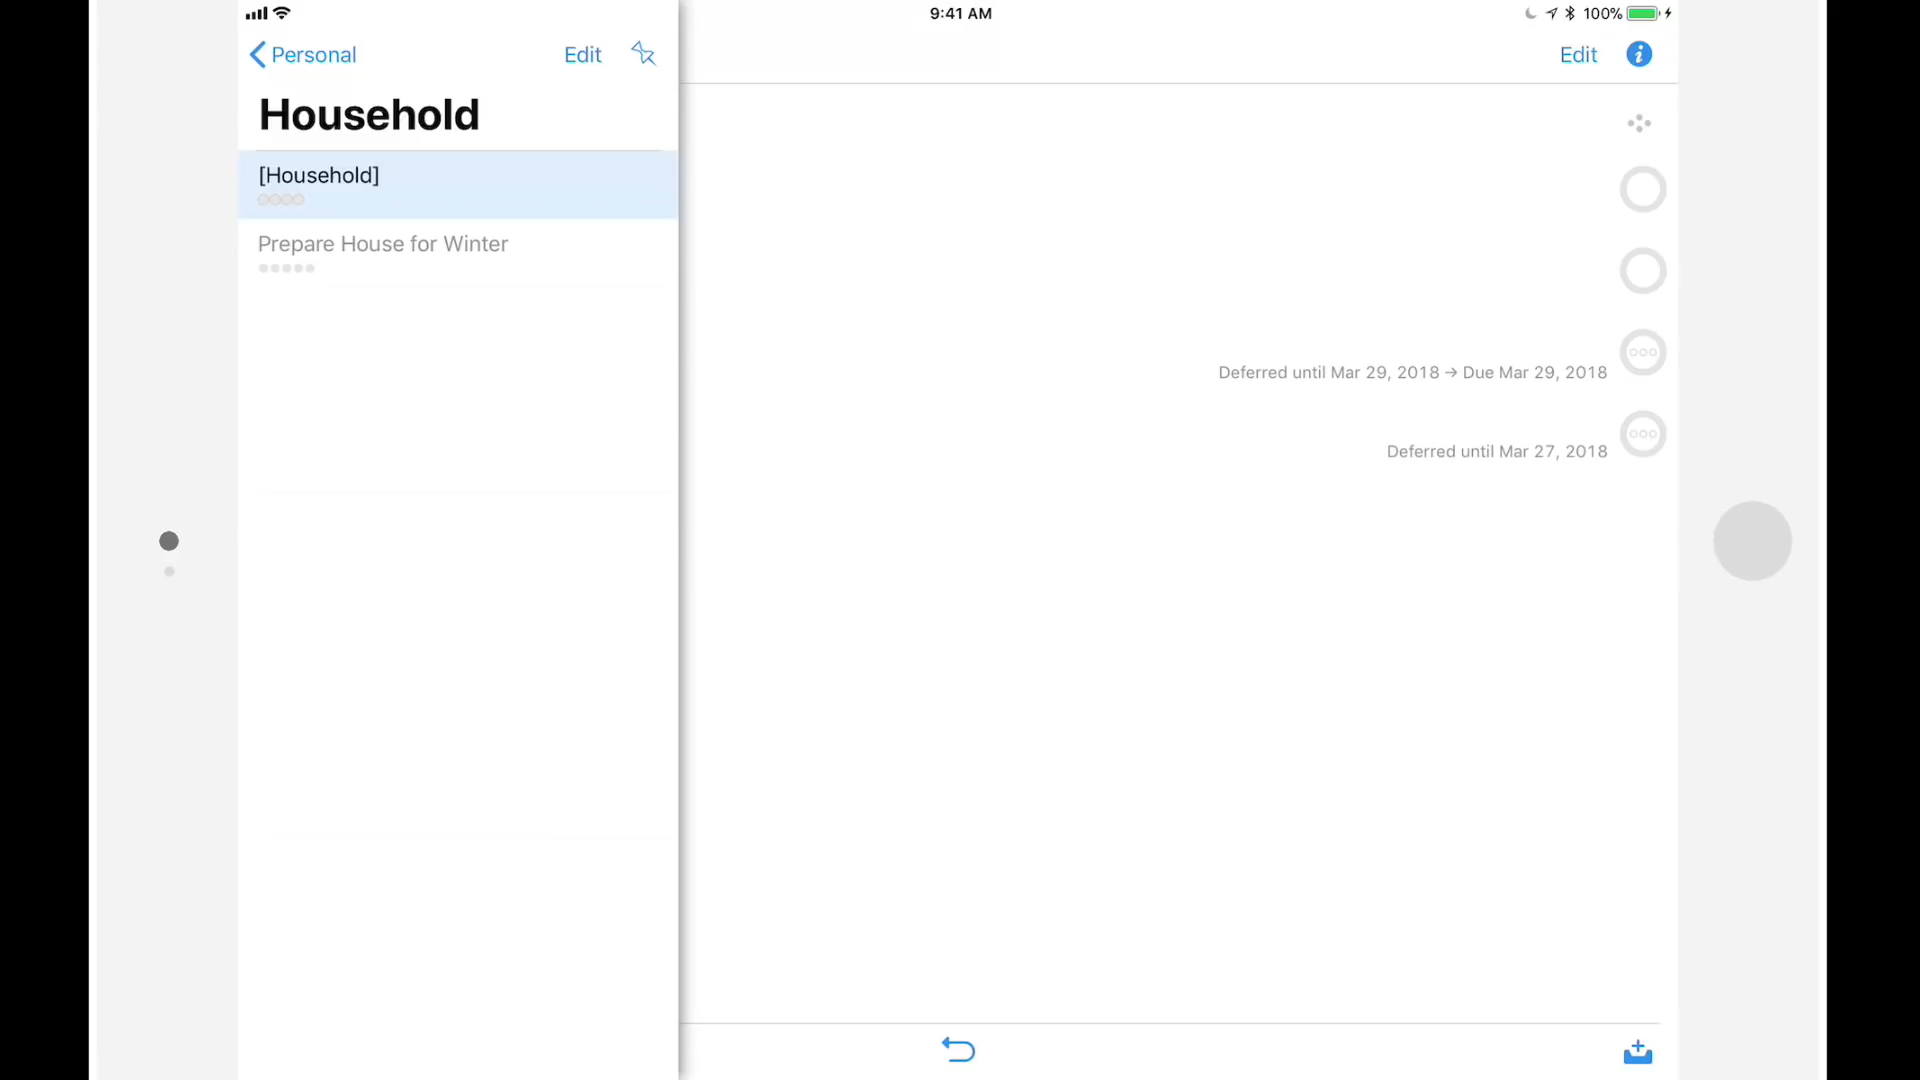 9:41 AM
100%
Personal
Edit
Edit
Household
[Household]
Prepare House for Winter
Deferred until Mar 29, 2018 → Due Mar 29, 2018
Deferred until Mar 27, 2018